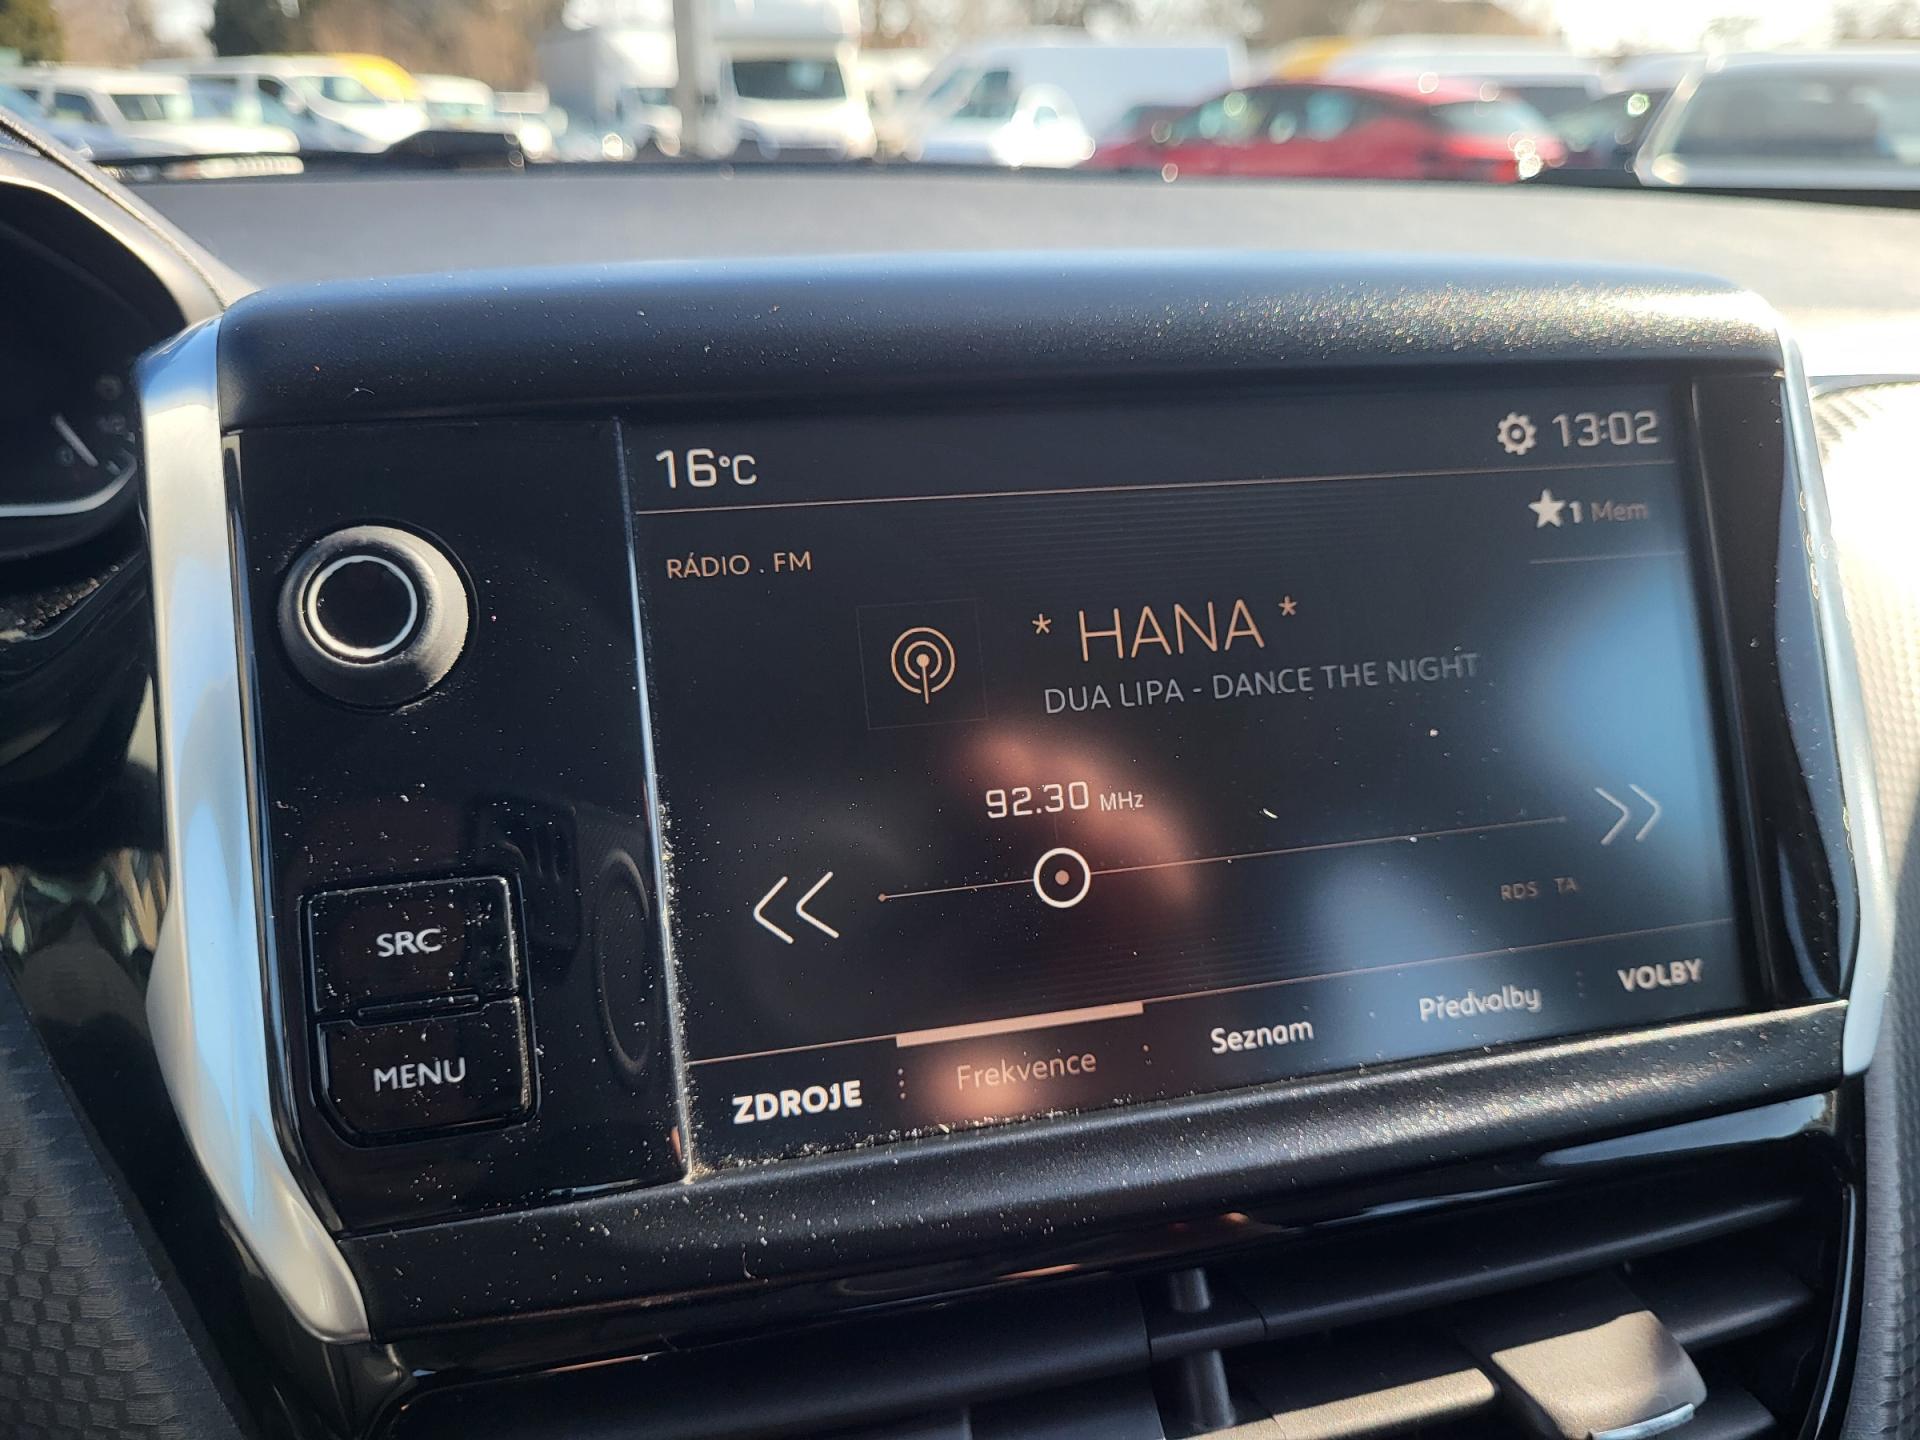 16°C
13:02
1 Mem
RÁDIO . FM
* HANA *
DUA LIPA - DANCE THE NIGHT
92.30 MHz
RDS TA
SRC
MENU
ZDROJE
Frekvence
Seznam
Předvolby
VOLBY